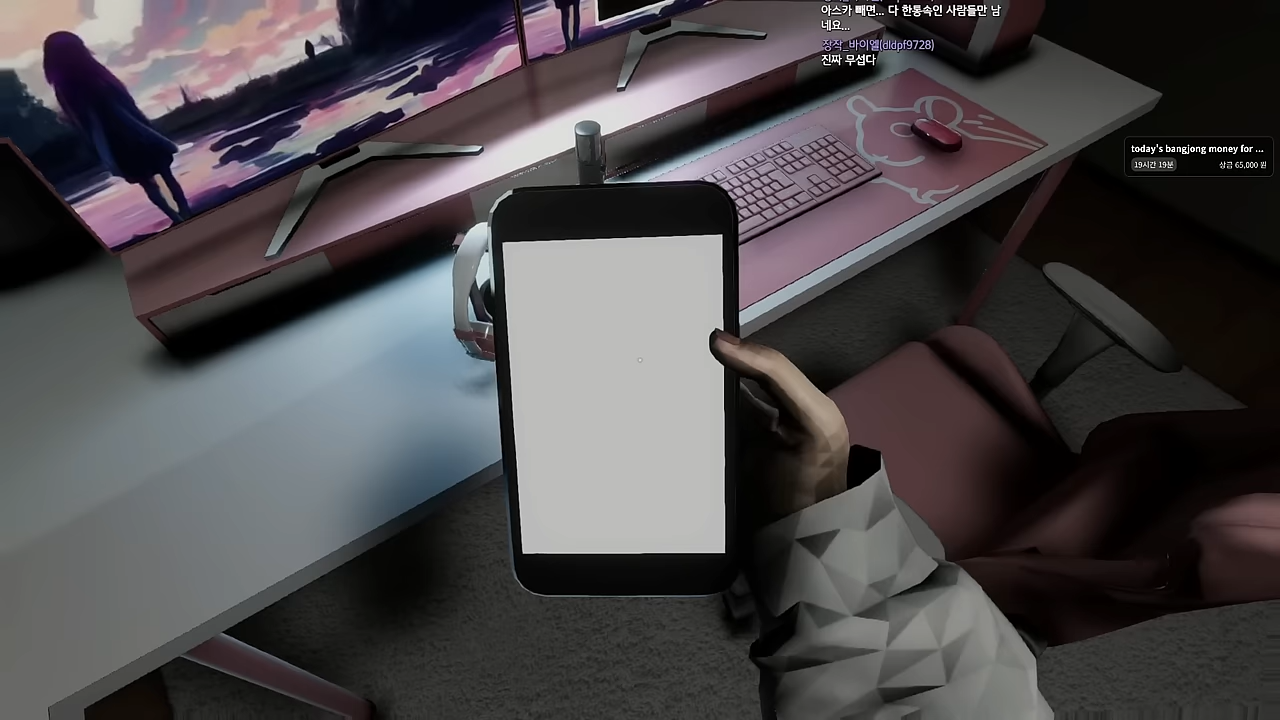 아스카 빼면... 다 한통속인 사람들만 남
네요...
장작_바이엘(dldpf9728)
진짜 무섭다
today's bangjong money for ...
19시간 19분
상금 65,000 원